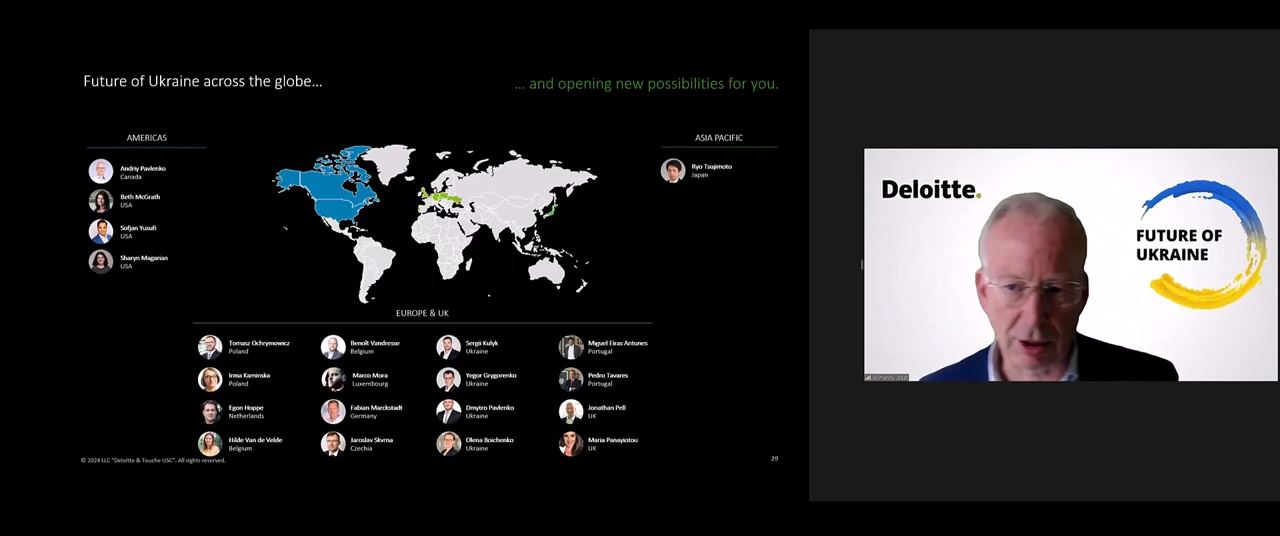 Future of Ukraine across the globe...
... and opening new possibilities for you.
AMERICAS
Andriy Pavlenko
Canada
Beth McGrath
USA
Sofjan Yusufi
USA
Sharyn Magarian
USA
ASIA PACIFIC
Ryo Tsujimoto
Japan
EUROPE & UK
Tomasz Ochrymowicz
Poland
Irma Kaminska
Poland
Egon Hoppe
Netherlands
Hilde Van de Velde
Belgium
Benoît Vandresse
Belgium
Marco Mora
Luxembourg
Fabian Marckstadt
Germany
Jaroslav Skvrna
Czechia
Sergii Kulyk
Ukraine
Yegor Grygorenko
Ukraine
Dmytro Pavlenko
Ukraine
Olena Boichenko
Ukraine
Miguel Eiras Antunes
Portugal
Pedro Tavares
Portugal
Jonathan Pell
UK
Maria Panayiotou
UK
© 2024 LLC "Deloitte & Touche USC". All rights reserved.
29
Deloitte.
FUTURE OF
UKRAINE